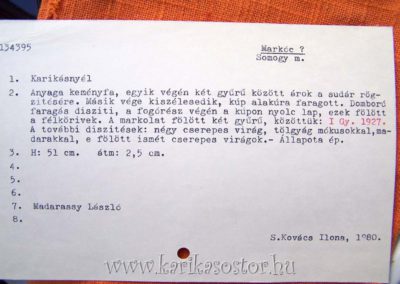 134395
Markóc ?
Somogy m.
1. Karikásnyél
2. Anyaga keményfa, egyik végén két gyűrű között árok a sudár rög-
zítésére. Másik vége kiszélesedik, kúp alakúra faragott. Domború
faragás díszíti, a fogórész végén a kúpon nyolc lap, ezek fölött
a félkörívek. A markolat fölött két gyűrű, közöttük: I Gy. 1927.
A további díszítések: négy cserepes virág, tölgyág mókusokkal,ma-
darakkal, e fölött ismét cserepes virágok.- Állapota ép.
3. H: 51 cm. átm: 2,5 cm.
4.
5.
6.
7. Madarassy László
8.
S.Kovács Ilona, 1980.
www.karikasostor.hu